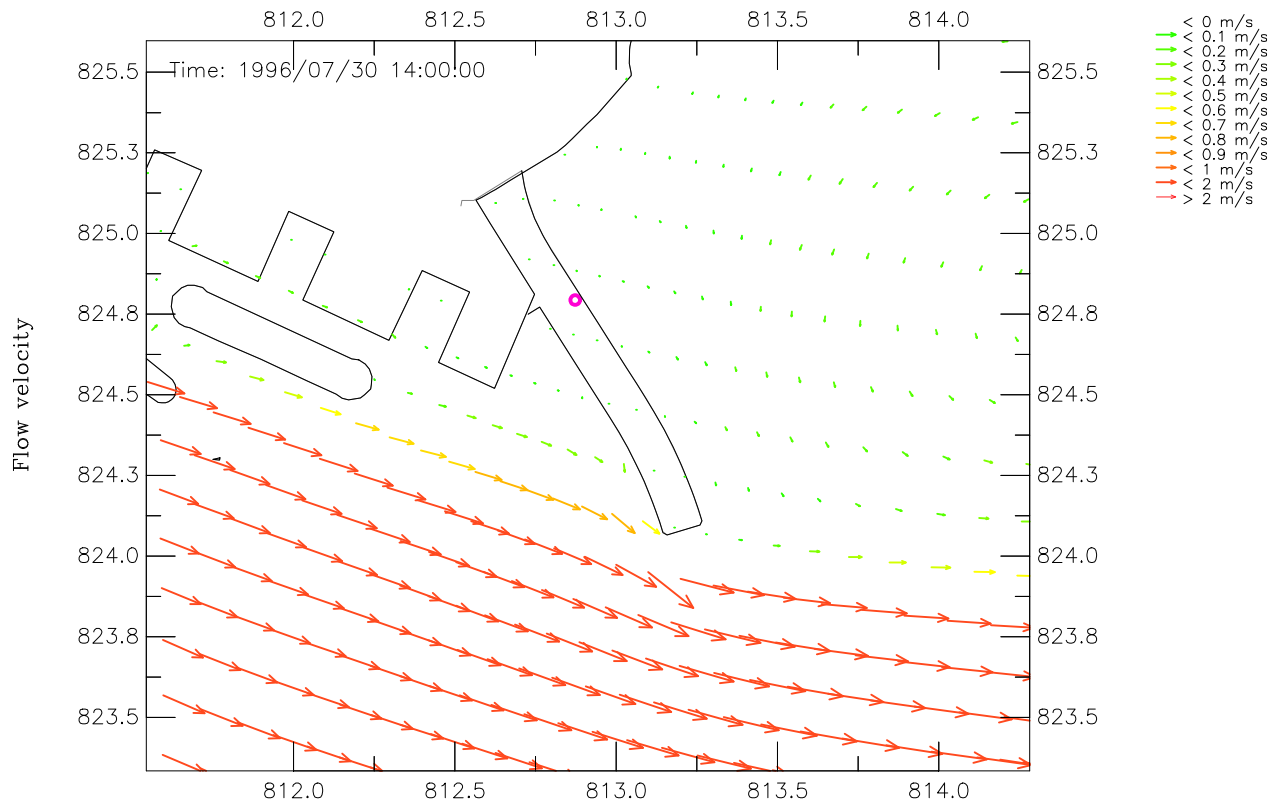 812.0 812.5 813.0 813.5 814.0
Time: 1996/07/30 14:00:00
825.5 825.5
825.3 825.3
825.0 825.0
824.8 824.8
824.5 824.5
824.3 824.3
824.0 824.0
823.8 823.8
823.5 823.5
812.0 812.5 813.0 813.5 814.0
Flow velocity
< 0 m/s
< 0.1 m/s
< 0.2 m/s
< 0.3 m/s
< 0.4 m/s
< 0.5 m/s
< 0.6 m/s
< 0.7 m/s
< 0.8 m/s
< 0.9 m/s
< 1 m/s
< 2 m/s
> 2 m/s